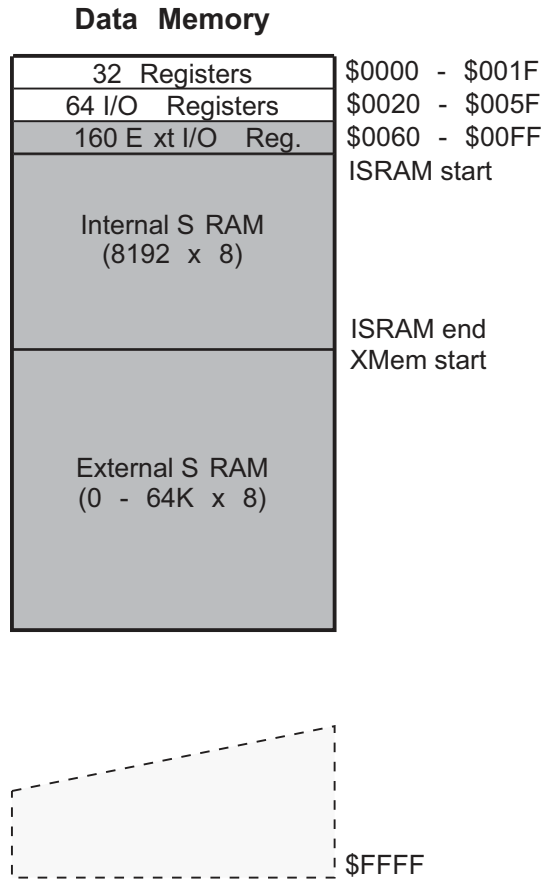 Data Memory
32 Registers $0000 - $001F
64 I/O Registers $0020 - $005F
160 E xt I/O Reg. $0060 - $00FF
ISRAM start
Internal S RAM
(8192 x 8)
ISRAM end
XMem start
External S RAM
(0 - 64K x 8)
$FFFF